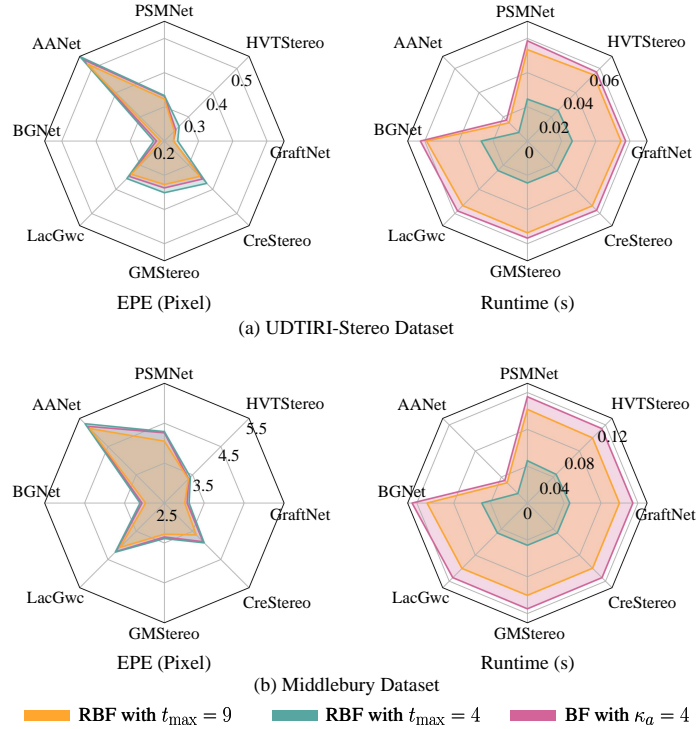 PSMNet
HVTStereo
GraftNet
CreStereo
GMStereo
LacGwc
BGNet
AANet
0.2
0.3
0.4
0.5
EPE (Pixel)
PSMNet
HVTStereo
GraftNet
CreStereo
GMStereo
LacGwc
BGNet
AANet
0
0.02
0.04
0.06
Runtime (s)
(a) UDTIRI-Stereo Dataset
PSMNet
HVTStereo
GraftNet
CreStereo
GMStereo
LacGwc
BGNet
AANet
2.5
3.5
4.5
5.5
EPE (Pixel)
PSMNet
HVTStereo
GraftNet
CreStereo
GMStereo
LacGwc
BGNet
AANet
0
0.04
0.08
0.12
Runtime (s)
(b) Middlebury Dataset
RBF with t_max = 9
RBF with t_max = 4
BF with κ_a = 4